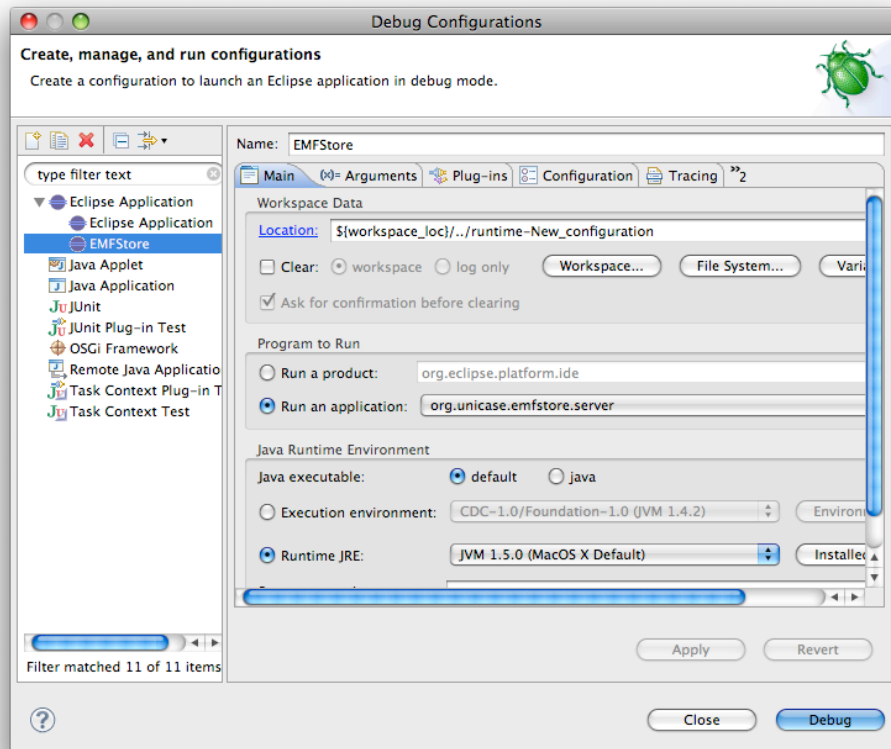 Debug Configurations
Create, manage, and run configurations
Create a configuration to launch an Eclipse application in debug mode.
type filter text
Eclipse Application
Eclipse Application
EMFStore
Java Applet
Java Application
JUnit
JUnit Plug-in Test
OSGi Framework
Remote Java Applicatio
Task Context Plug-in T
Task Context Test
Filter matched 11 of 11 items
Name: EMFStore
Main (x)= Arguments Plug-ins Configuration Tracing »2
Workspace Data
Location: ${workspace_loc}/../runtime-New_configuration
Clear: workspace log only Workspace... File System... Varia
Ask for confirmation before clearing
Program to Run
Run a product: org.eclipse.platform.ide
Run an application: org.unicase.emfstore.server
Java Runtime Environment
Java executable: default java
Execution environment: CDC-1.0/Foundation-1.0 (JVM 1.4.2) Environ
Runtime JRE: JVM 1.5.0 (MacOS X Default) Installed
Apply Revert
? Close Debug